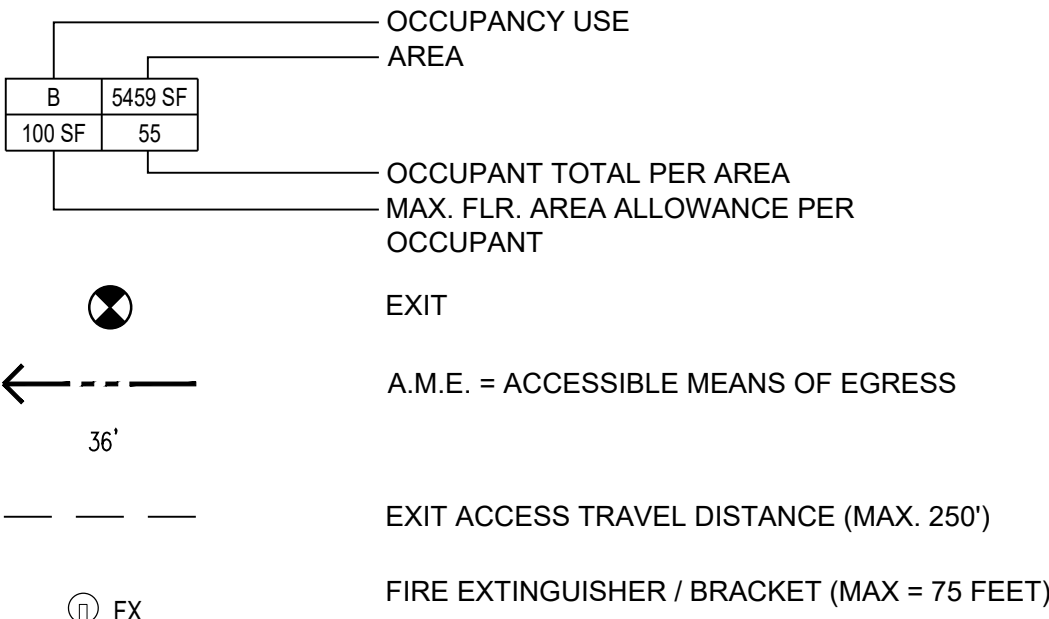 OCCUPANCY USE
AREA
B 5459 SF
100 SF 55
OCCUPANT TOTAL PER AREA
MAX. FLR. AREA ALLOWANCE PER
OCCUPANT
EXIT
A.M.E. = ACCESSIBLE MEANS OF EGRESS
36'
EXIT ACCESS TRAVEL DISTANCE (MAX. 250')
FIRE EXTINGUISHER / BRACKET (MAX = 75 FEET)
FX